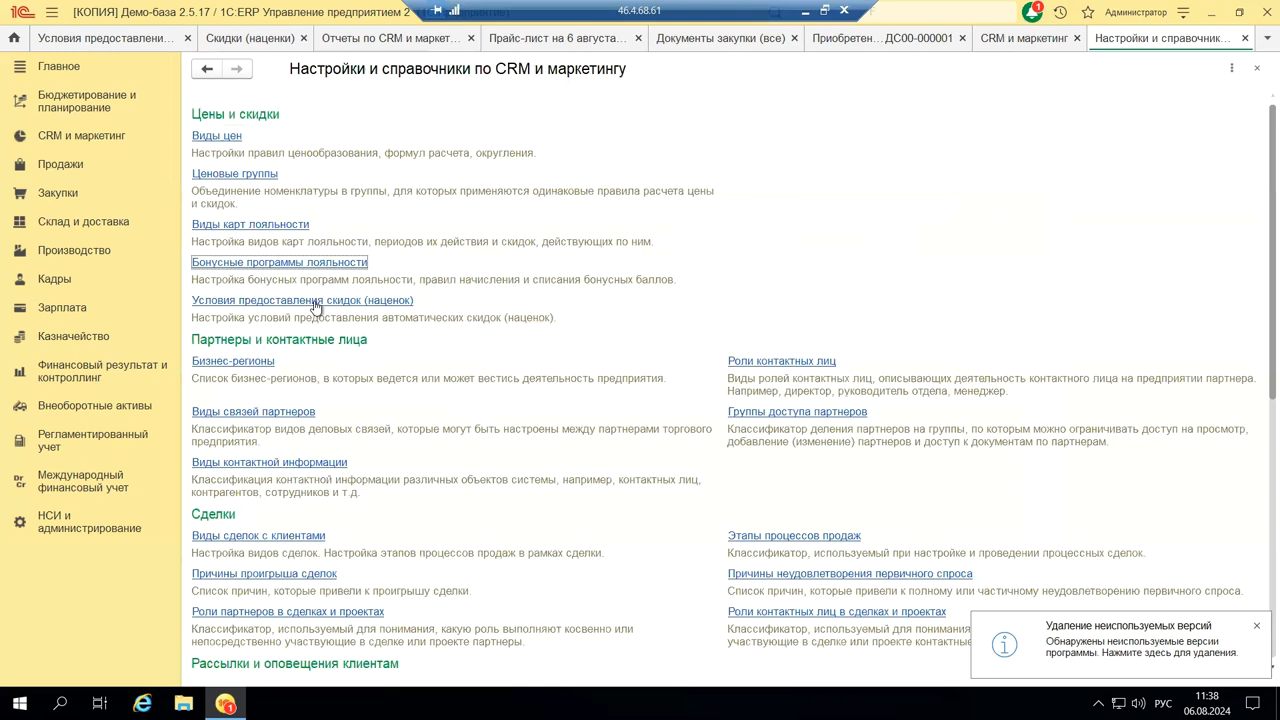 [КОПИЯ] Демо-база 2.5.17 / 1С:ERP Управление предприятием 2
46.4.68.61
1
Администратор
Условия предоставлени...
Скидки (наценки)
Отчеты по CRM и маркет...
Прайс-лист на 6 августа...
Документы закупки (все)
Приобретен... ДС00-000001
CRM и маркетинг
Настройки и справочник...
Главное
Бюджетирование и
планирование
CRM и маркетинг
Продажи
Закупки
Склад и доставка
Производство
Кадры
Зарплата
Казначейство
Финансовый результат и
контроллинг
Внеоборотные активы
Регламентированный
учет
Международный
финансовый учет
НСИ и
администрирование
Настройки и справочники по CRM и маркетингу
Цены и скидки
Виды цен
Настройки правил ценообразования, формул расчета, округления.
Ценовые группы
Объединение номенклатуры в группы, для которых применяются одинаковые правила расчета цены
и скидок.
Виды карт лояльности
Настройка видов карт лояльности, периодов их действия и скидок, действующих по ним.
Бонусные программы лояльности
Настройка бонусных программ лояльности, правил начисления и списания бонусных баллов.
Условия предоставления скидок (наценок)
Настройка условий предоставления автоматических скидок (наценок).
Партнеры и контактные лица
Бизнес-регионы
Список бизнес-регионов, в которых ведется или может вестись деятельность предприятия.
Роли контактных лиц
Виды ролей контактных лиц, описывающих деятельность контактного лица на предприятии партнера.
Например, директор, руководитель отдела, менеджер.
Виды связей партнеров
Классификатор видов деловых связей, которые могут быть настроены между партнерами торгового
предприятия.
Группы доступа партнеров
Классификатор деления партнеров на группы, по которым можно ограничивать доступ на просмотр,
добавление (изменение) партнеров и доступ к документам по партнерам.
Виды контактной информации
Классификация контактной информации различных объектов системы, например, контактных лиц,
контрагентов, сотрудников и т.д.
Сделки
Виды сделок с клиентами
Настройка видов сделок. Настройка этапов процессов продаж в рамках сделки.
Этапы процессов продаж
Классификатор, используемый при настройке и проведении процессных сделок.
Причины проигрыша сделок
Список причин, которые привели к проигрышу сделки.
Причины неудовлетворения первичного спроса
Список причин, которые привели к полному или частичному неудовлетворению первичного спроса.
Роли партнеров в сделках и проектах
Классификатор, используемый для понимания, какую роль выполняют косвенно или
непосредственно участвующие в сделке или проекте партнеры.
Роли контактных лиц в сделках и проектах
Классификатор, используемый для понимания
участвующие в сделке или проекте контактны
Рассылки и оповещения клиентам
Удаление неиспользуемых версий
Обнаружены неиспользуемые версии
программы. Нажмите здесь для удаления.
1
РУС
11:38
06.08.2024